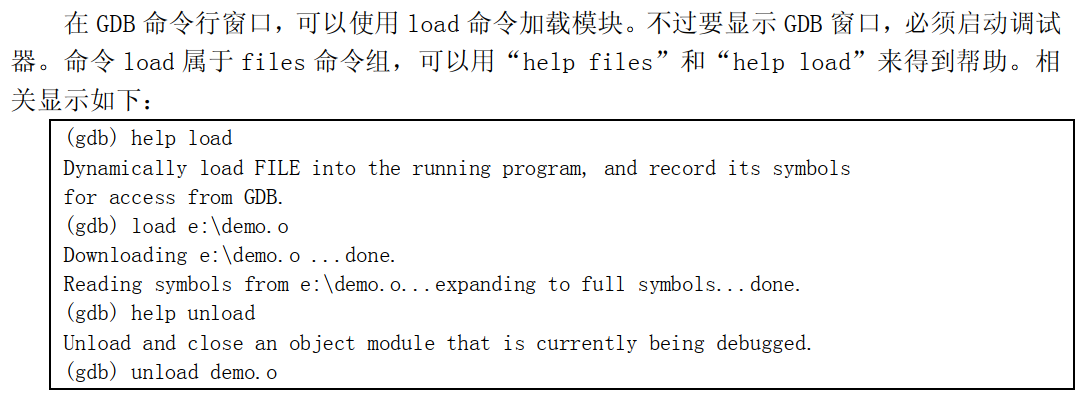 在 GDB 命令行窗口，可以使用 load 命令加载模块。不过要显示 GDB 窗口，必须启动调试
器。命令 load 属于 files 命令组，可以用“help files”和“help load”来得到帮助。相
关显示如下：
(gdb) help load
Dynamically load FILE into the running program, and record its symbols
for access from GDB.
(gdb) load e:\demo.o
Downloading e:\demo.o ...done.
Reading symbols from e:\demo.o...expanding to full symbols...done.
(gdb) help unload
Unload and close an object module that is currently being debugged.
(gdb) unload demo.o